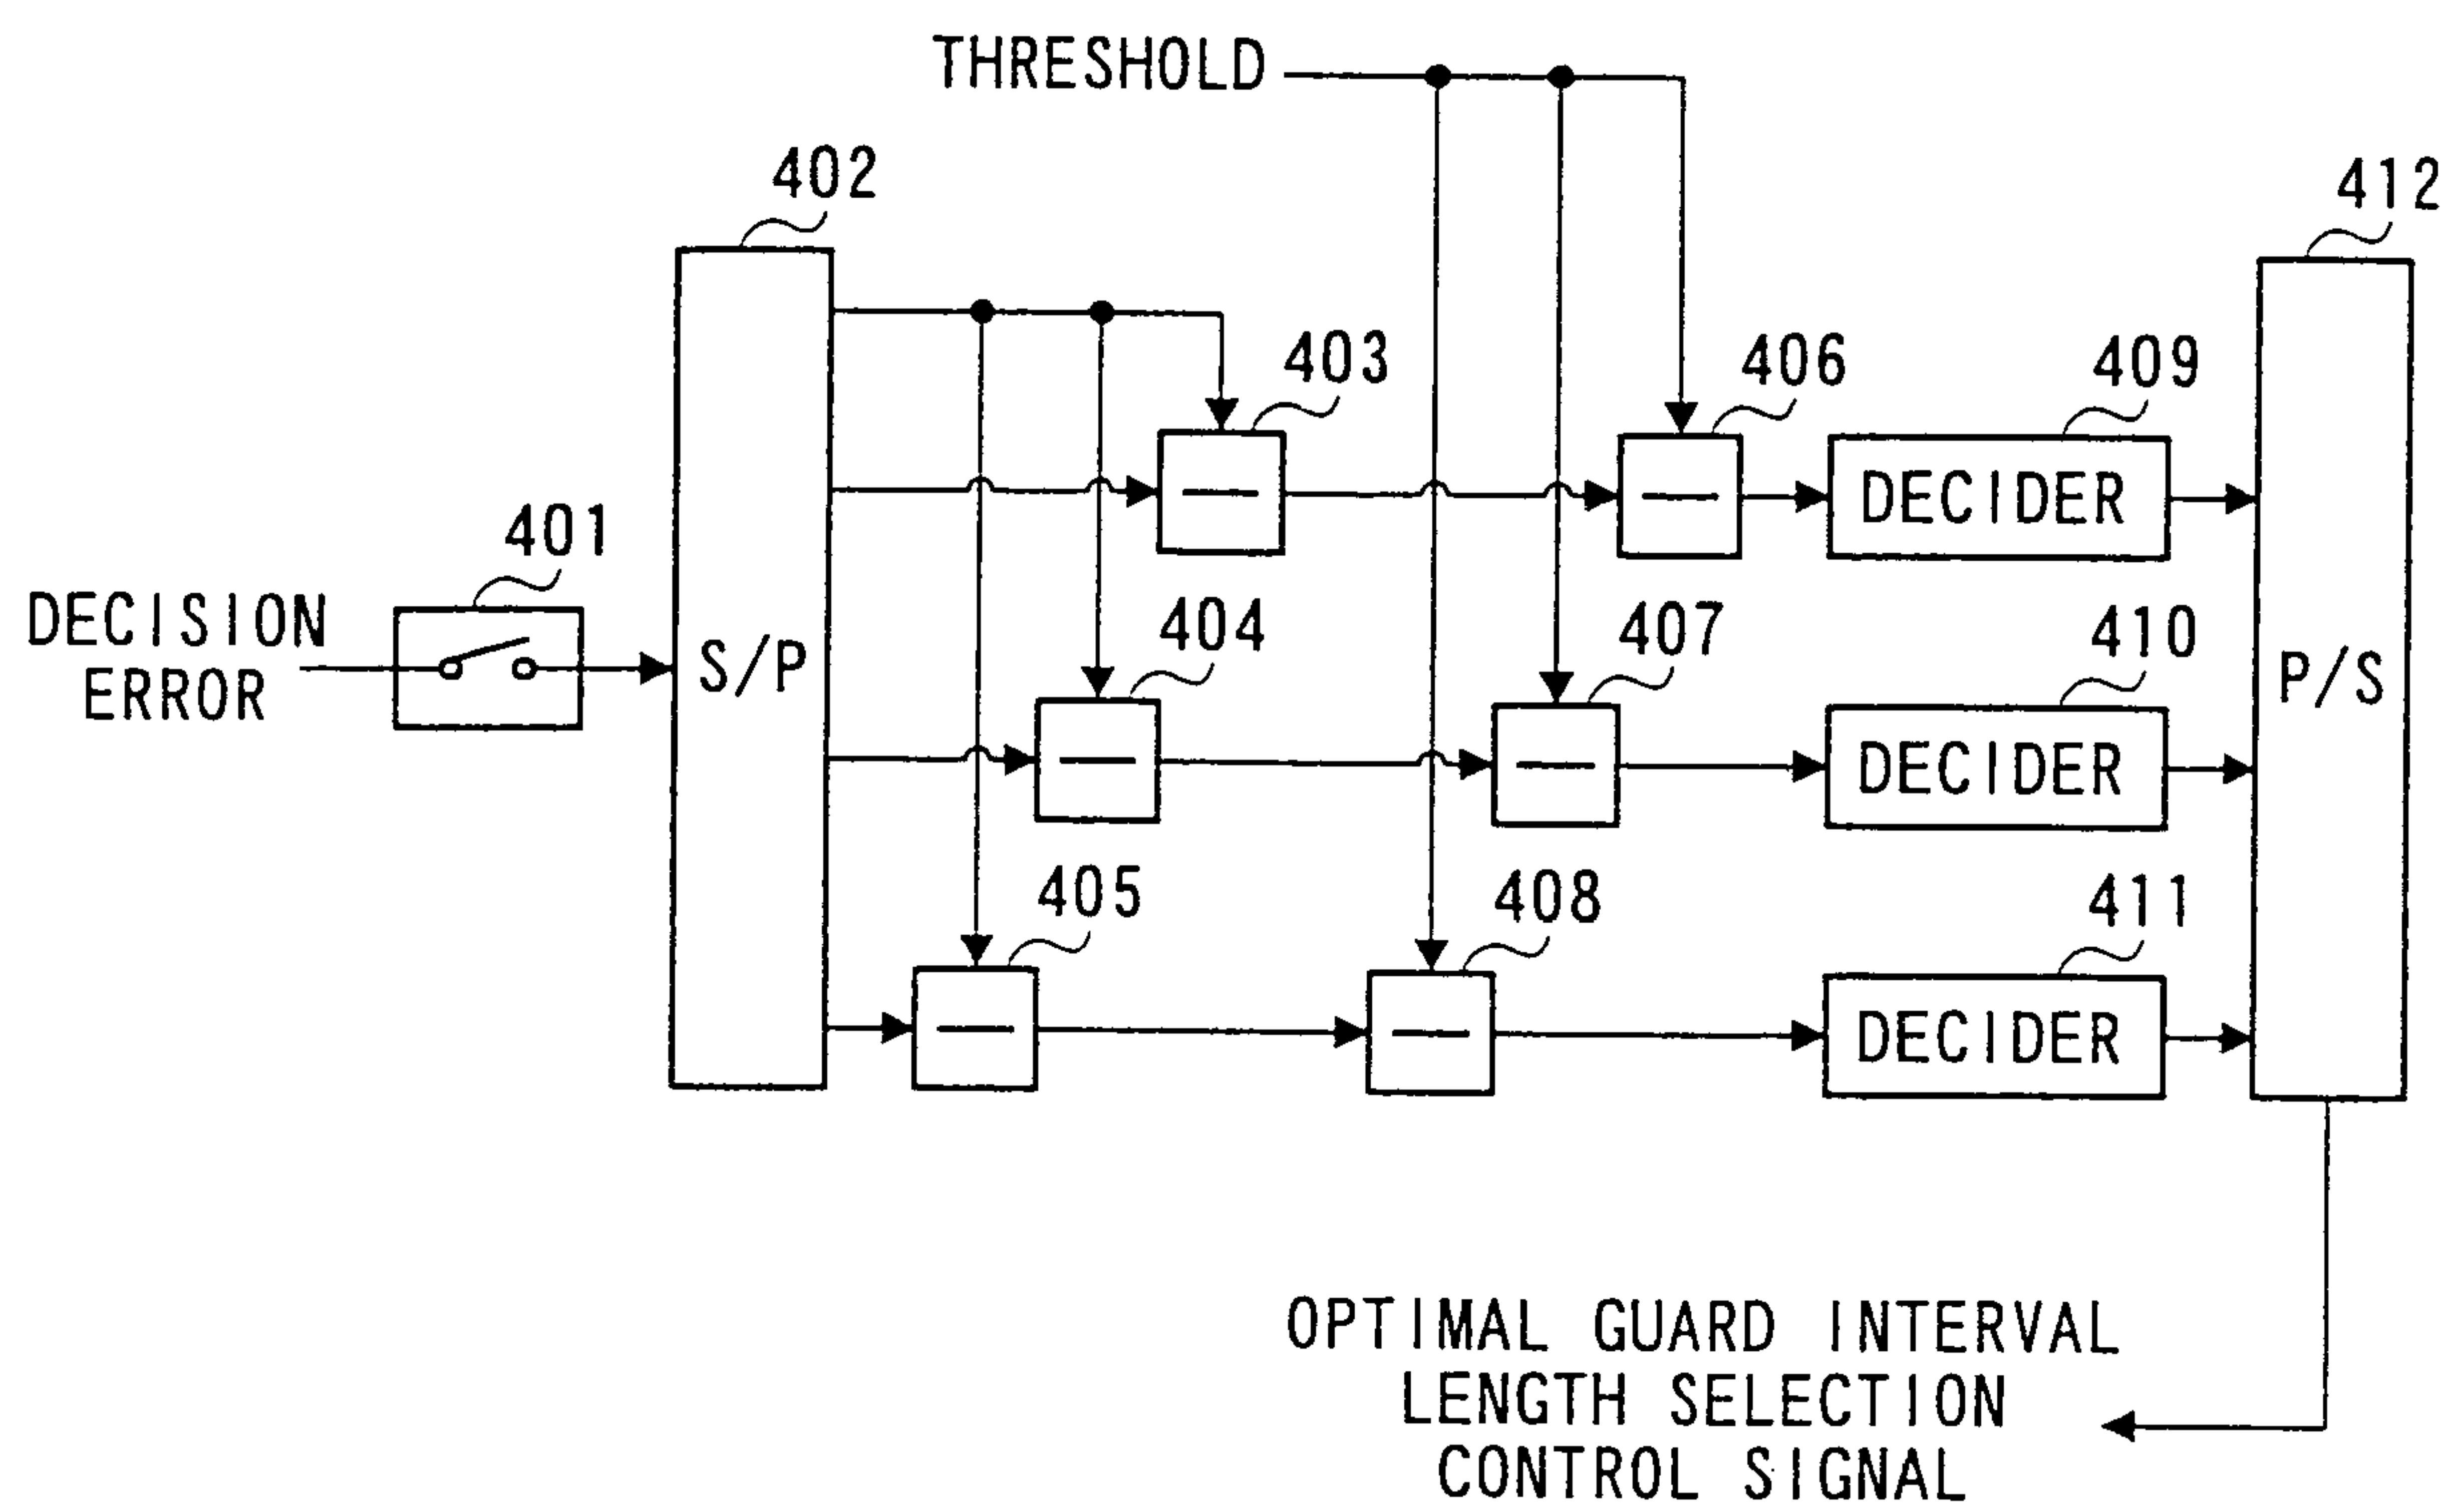 THRESHOLD
402
412
403
406
409
401
DECIDER
DECISION
ERROR
404
407
410
S/P
P/S
DECIDER
405
408
411
DECIDER
OPTIMAL GUARD INTERVAL
LENGTH SELECTION
CONTROL SIGNAL